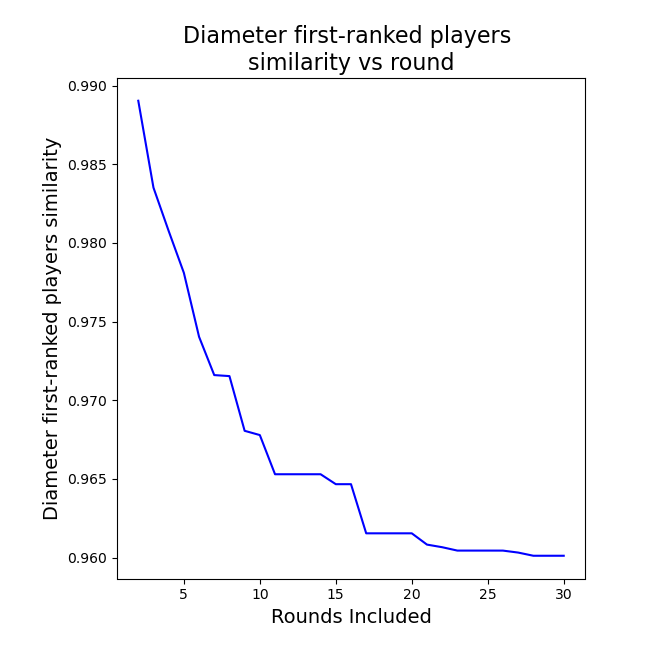 Diameter first-ranked players
similarity vs round
0.990
0.985
0.980
0.975
0.970
0.965
0.960
Diameter first-ranked players similarity
5 10 15 20 25 30
Rounds Included